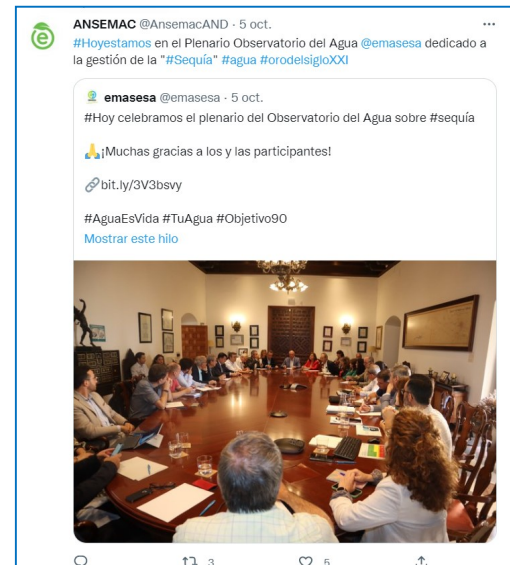 ANSEMAC @AnsemacAND · 5 oct.
#Hoyestamos en el Plenario Observatorio del Agua @emasesa dedicado a
la gestión de la "#Sequía" #agua #orodelsigloXXI
emasesa @emasesa · 5 oct.
#Hoy celebramos el plenario del Observatorio del Agua sobre #sequía
🙏¡Muchas gracias a los y las participantes!
🔗bit.ly/3V3bsvy
#AguaEsVida #TuAgua #Objetivo90
Mostrar este hilo
3 5